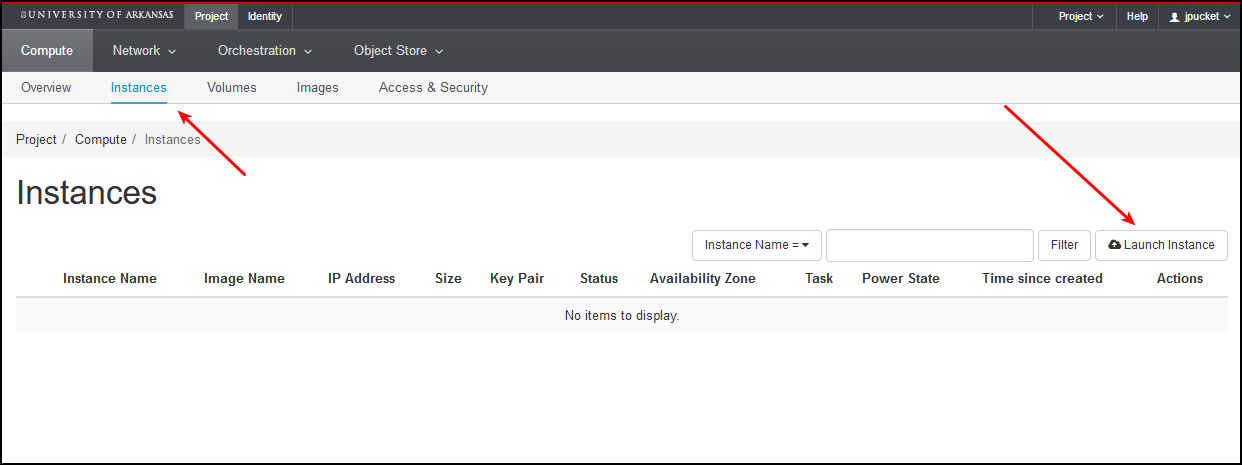 UNIVERSITY OF ARKANSAS Project Identity Project Help jpucket
Compute Network Orchestration Object Store
Overview Instances Volumes Images Access & Security
Project / Compute / Instances
Instances
Instance Name = Filter Launch Instance
Instance Name Image Name IP Address Size Key Pair Status Availability Zone Task Power State Time since created Actions
No items to display.